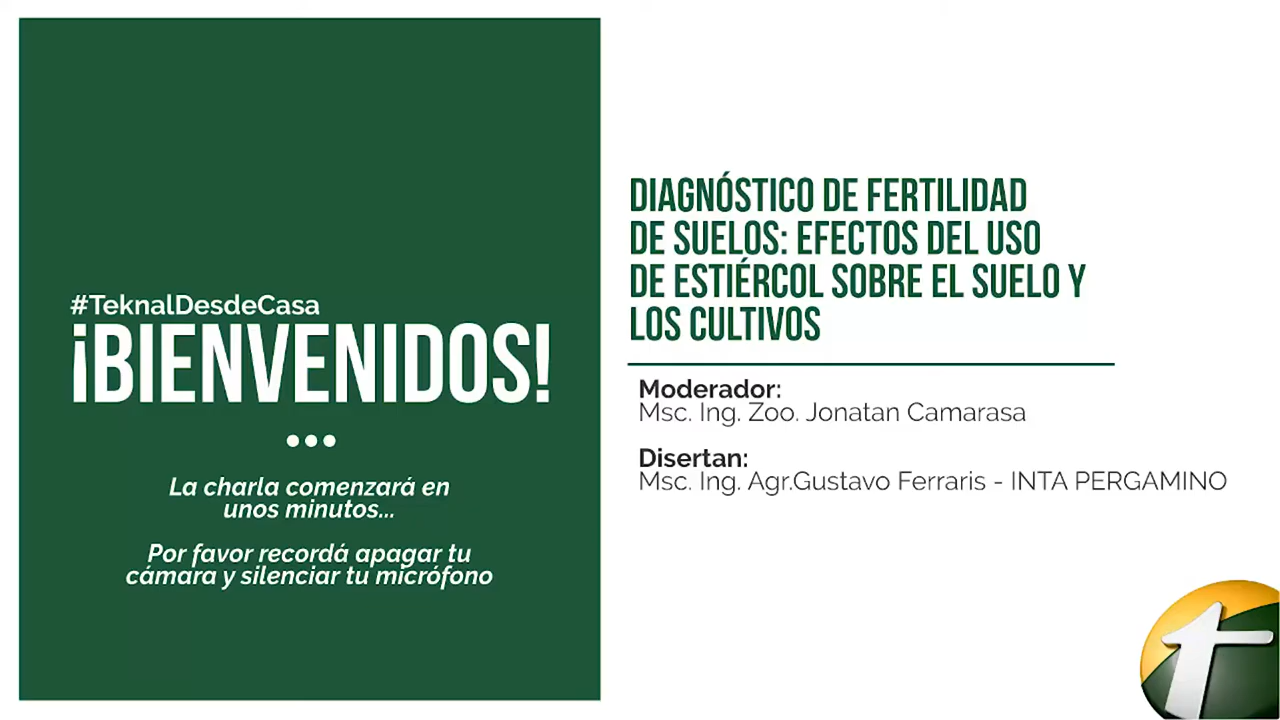 #TeknalDesdeCasa
¡BIENVENIDOS!
La charla comenzará en
unos minutos...
Por favor recordá apagar tu
cámara y silenciar tu micrófono
DIAGNÓSTICO DE FERTILIDAD
DE SUELOS: EFECTOS DEL USO
DE ESTIÉRCOL SOBRE EL SUELO Y
LOS CULTIVOS
Moderador:
Msc. Ing. Zoo. Jonatan Camarasa
Disertan:
Msc. Ing. Agr.Gustavo Ferraris - INTA PERGAMINO